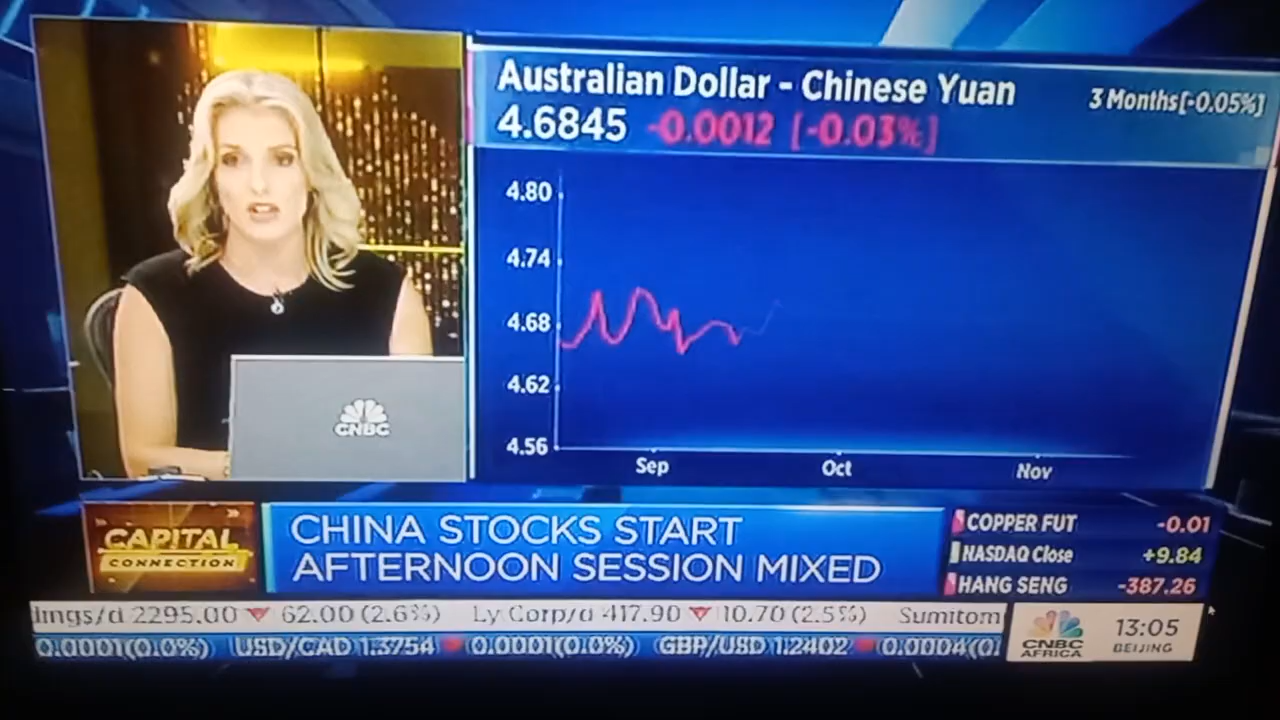 Australian Dollar - Chinese Yuan
3 Months[-0.05%]
4.6845 -0.0012 [-0.03%]
4.80
4.74
4.68
4.62
4.56
Sep Oct Nov
CNBC
CAPITAL
CONNECTION
CHINA STOCKS START
AFTERNOON SESSION MIXED
COPPER FUT -0.01
NASDAQ Close +9.84
HANG SENG -387.26
ings/d 2295.00 62.00 (2.6%) Ly Corp/d 417.90 10.70 (2.5%) Sumitom
0.0001(0.0%) USD/CAD 1.3754 0.0001(0.0%) GBP/USD 1.2402 0.0004(0
CNBC
AFRICA
13:05
BEIJING